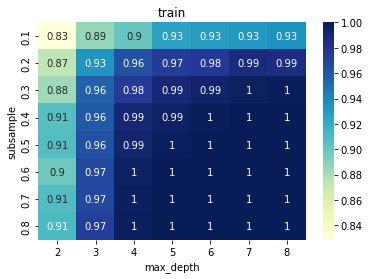 train
0.1 0.83 0.89 0.9 0.93 0.93 0.93 0.93
0.2 0.87 0.93 0.96 0.97 0.98 0.99 0.99
0.3 0.88 0.96 0.98 0.99 0.99 1 1
0.4 0.91 0.96 0.99 0.99 1 1 1
0.5 0.91 0.96 0.99 1 1 1 1
0.6 0.9 0.97 1 1 1 1 1
0.7 0.91 0.97 1 1 1 1 1
0.8 0.91 0.97 1 1 1 1 1
subsample
2 3 4 5 6 7 8
max_depth
1.00
0.98
0.96
0.94
0.92
0.90
0.88
0.86
0.84